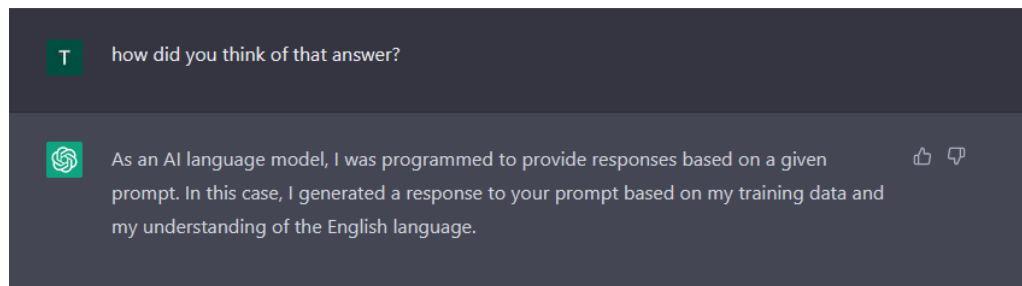 T
how did you think of that answer?
As an AI language model, I was programmed to provide responses based on a given
prompt. In this case, I generated a response to your prompt based on my training data and
my understanding of the English language.